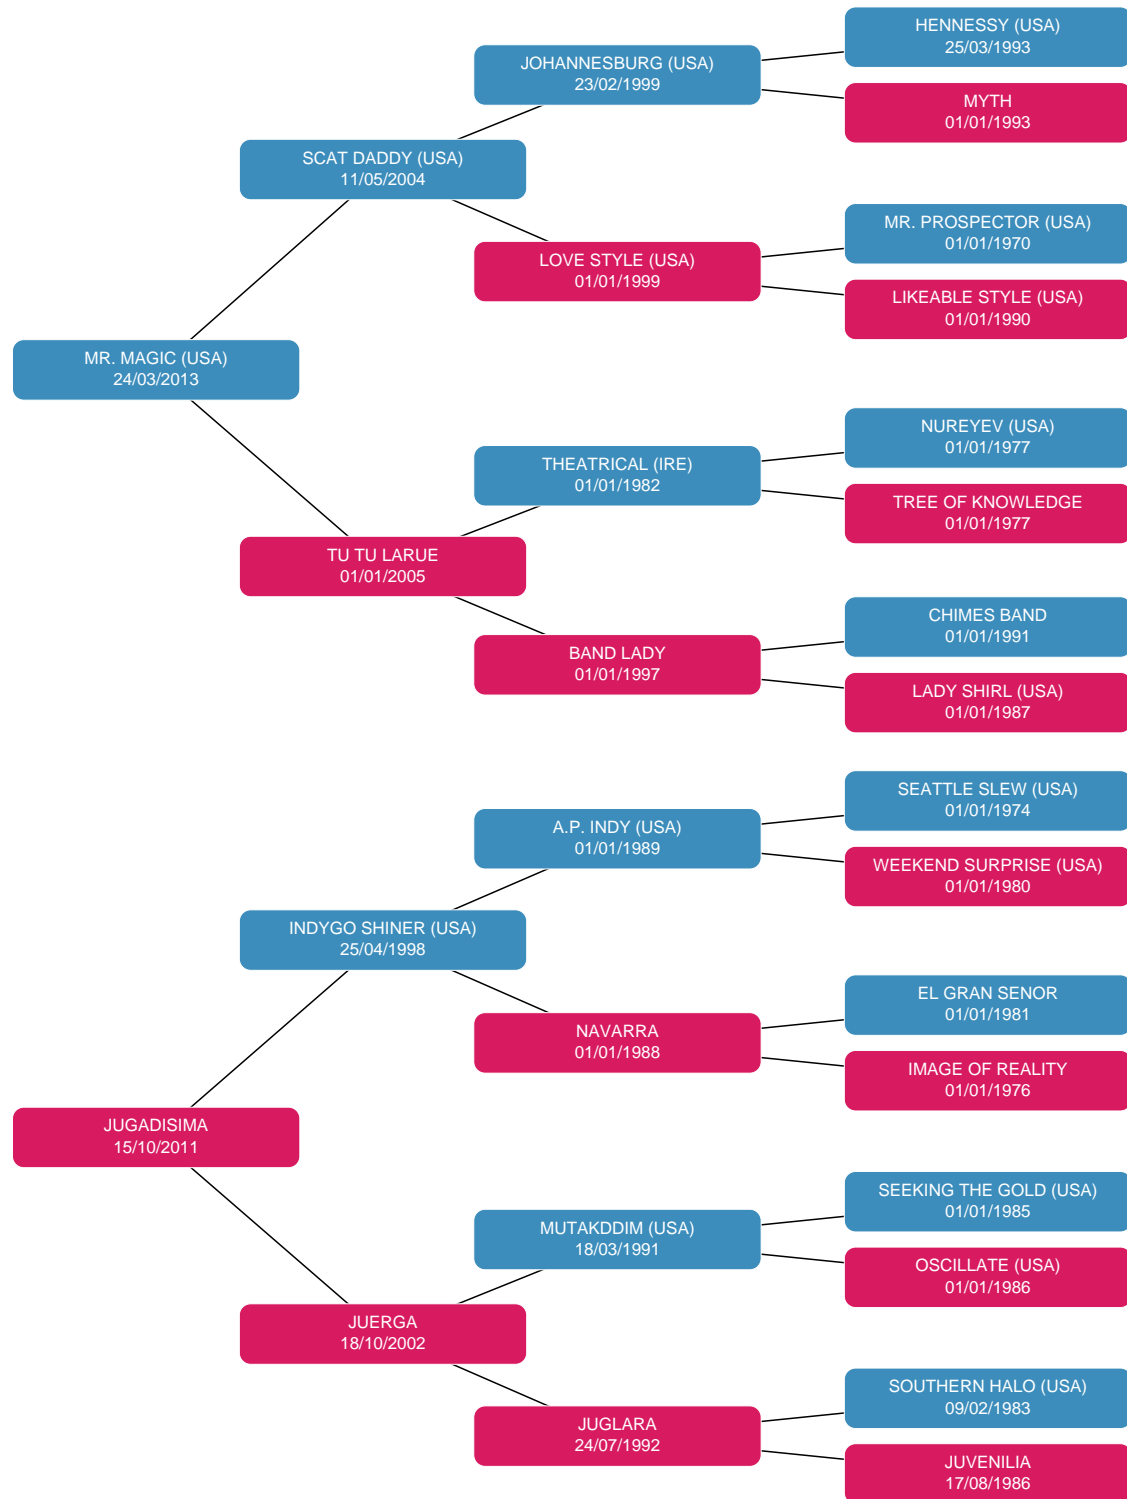 HENNESSY (USA)
25/03/1993
JOHANNESBURG (USA)
23/02/1999
MYTH
01/01/1993
SCAT DADDY (USA)
11/05/2004
MR. PROSPECTOR (USA)
01/01/1970
LOVE STYLE (USA)
01/01/1999
LIKEABLE STYLE (USA)
01/01/1990
MR. MAGIC (USA)
24/03/2013
NUREYEV (USA)
01/01/1977
THEATRICAL (IRE)
01/01/1982
TREE OF KNOWLEDGE
01/01/1977
TU TU LARUE
01/01/2005
CHIMES BAND
01/01/1991
BAND LADY
01/01/1997
LADY SHIRL (USA)
01/01/1987
SEATTLE SLEW (USA)
01/01/1974
A.P. INDY (USA)
01/01/1989
WEEKEND SURPRISE (USA)
01/01/1980
INDYGO SHINER (USA)
25/04/1998
EL GRAN SENOR
01/01/1981
NAVARRA
01/01/1988
IMAGE OF REALITY
01/01/1976
JUGADISIMA
15/10/2011
SEEKING THE GOLD (USA)
01/01/1985
MUTAKDDIM (USA)
18/03/1991
OSCILLATE (USA)
01/01/1986
JUERGA
18/10/2002
SOUTHERN HALO (USA)
09/02/1983
JUGLARA
24/07/1992
JUVENILIA
17/08/1986